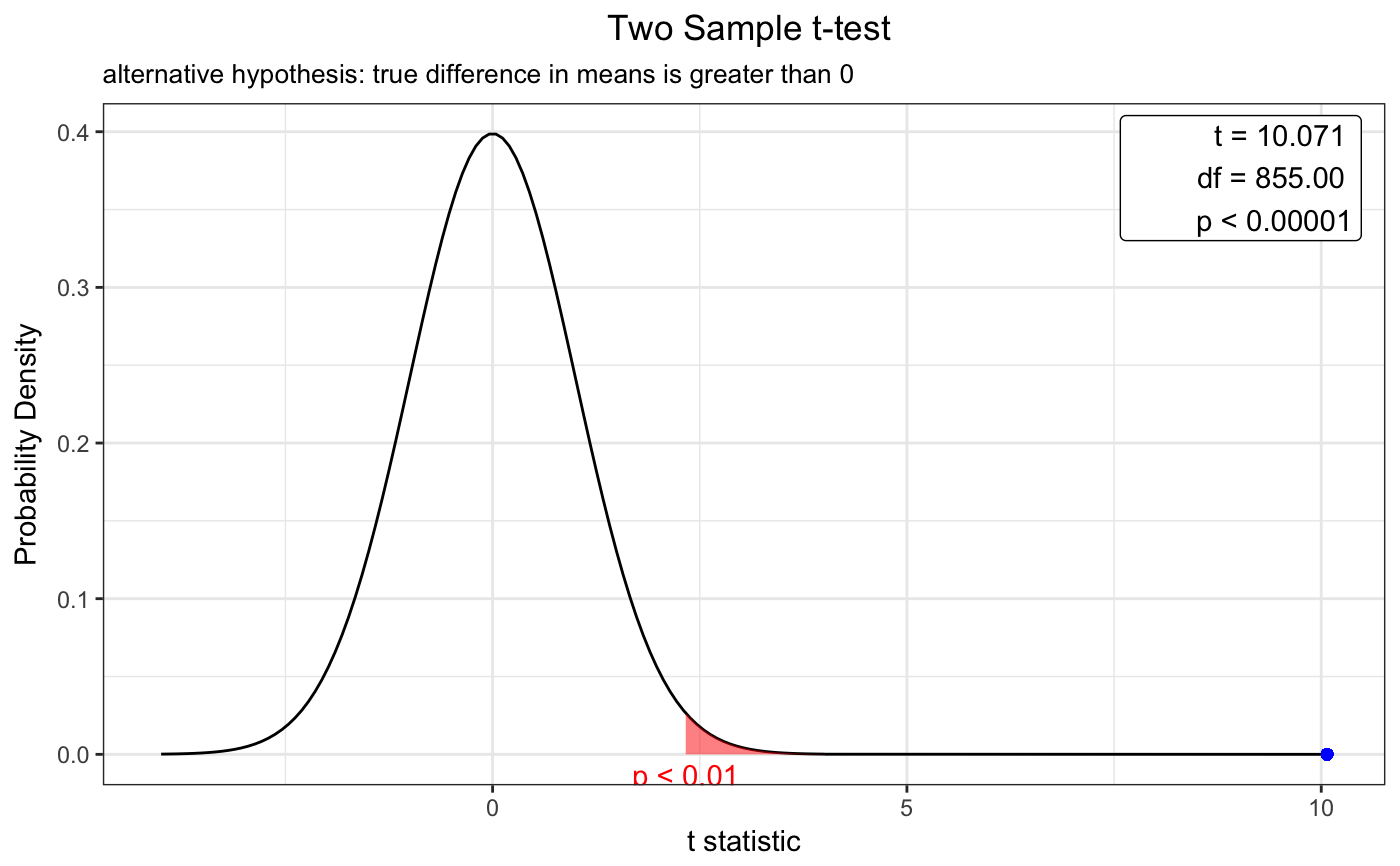 Two Sample t-test
alternative hypothesis: true difference in means is greater than 0
t = 10.071
df = 855.00
p < 0.00001
Probability Density
0.4
0.3
0.2
0.1
0.0
p < 0.01
0 5 10
t statistic